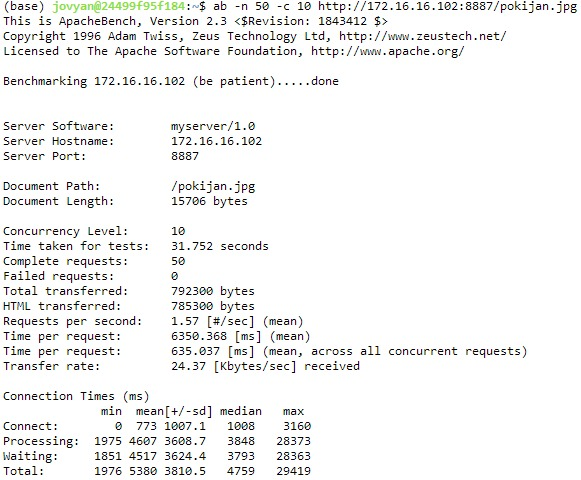 (base) jovyan@24499f95f184:~$ ab -n 50 -c 10 http://172.16.16.102:8887/pokijan.jpg
This is ApacheBench, Version 2.3 <$Revision: 1843412 $>
Copyright 1996 Adam Twiss, Zeus Technology Ltd, http://www.zeustech.net/
Licensed to The Apache Software Foundation, http://www.apache.org/

Benchmarking 172.16.16.102 (be patient).....done


Server Software:        myserver/1.0
Server Hostname:        172.16.16.102
Server Port:            8887

Document Path:          /pokijan.jpg
Document Length:        15706 bytes

Concurrency Level:      10
Time taken for tests:   31.752 seconds
Complete requests:      50
Failed requests:        0
Total transferred:      792300 bytes
HTML transferred:       785300 bytes
Requests per second:    1.57 [#/sec] (mean)
Time per request:       6350.368 [ms] (mean)
Time per request:       635.037 [ms] (mean, across all concurrent requests)
Transfer rate:          24.37 [Kbytes/sec] received

Connection Times (ms)
              min  mean[+/-sd] median   max
Connect:        0  773 1007.1   1008    3160
Processing:  1975 4607 3608.7   3848   28373
Waiting:     1851 4517 3624.4   3793   28363
Total:       1976 5380 3810.5   4759   29419